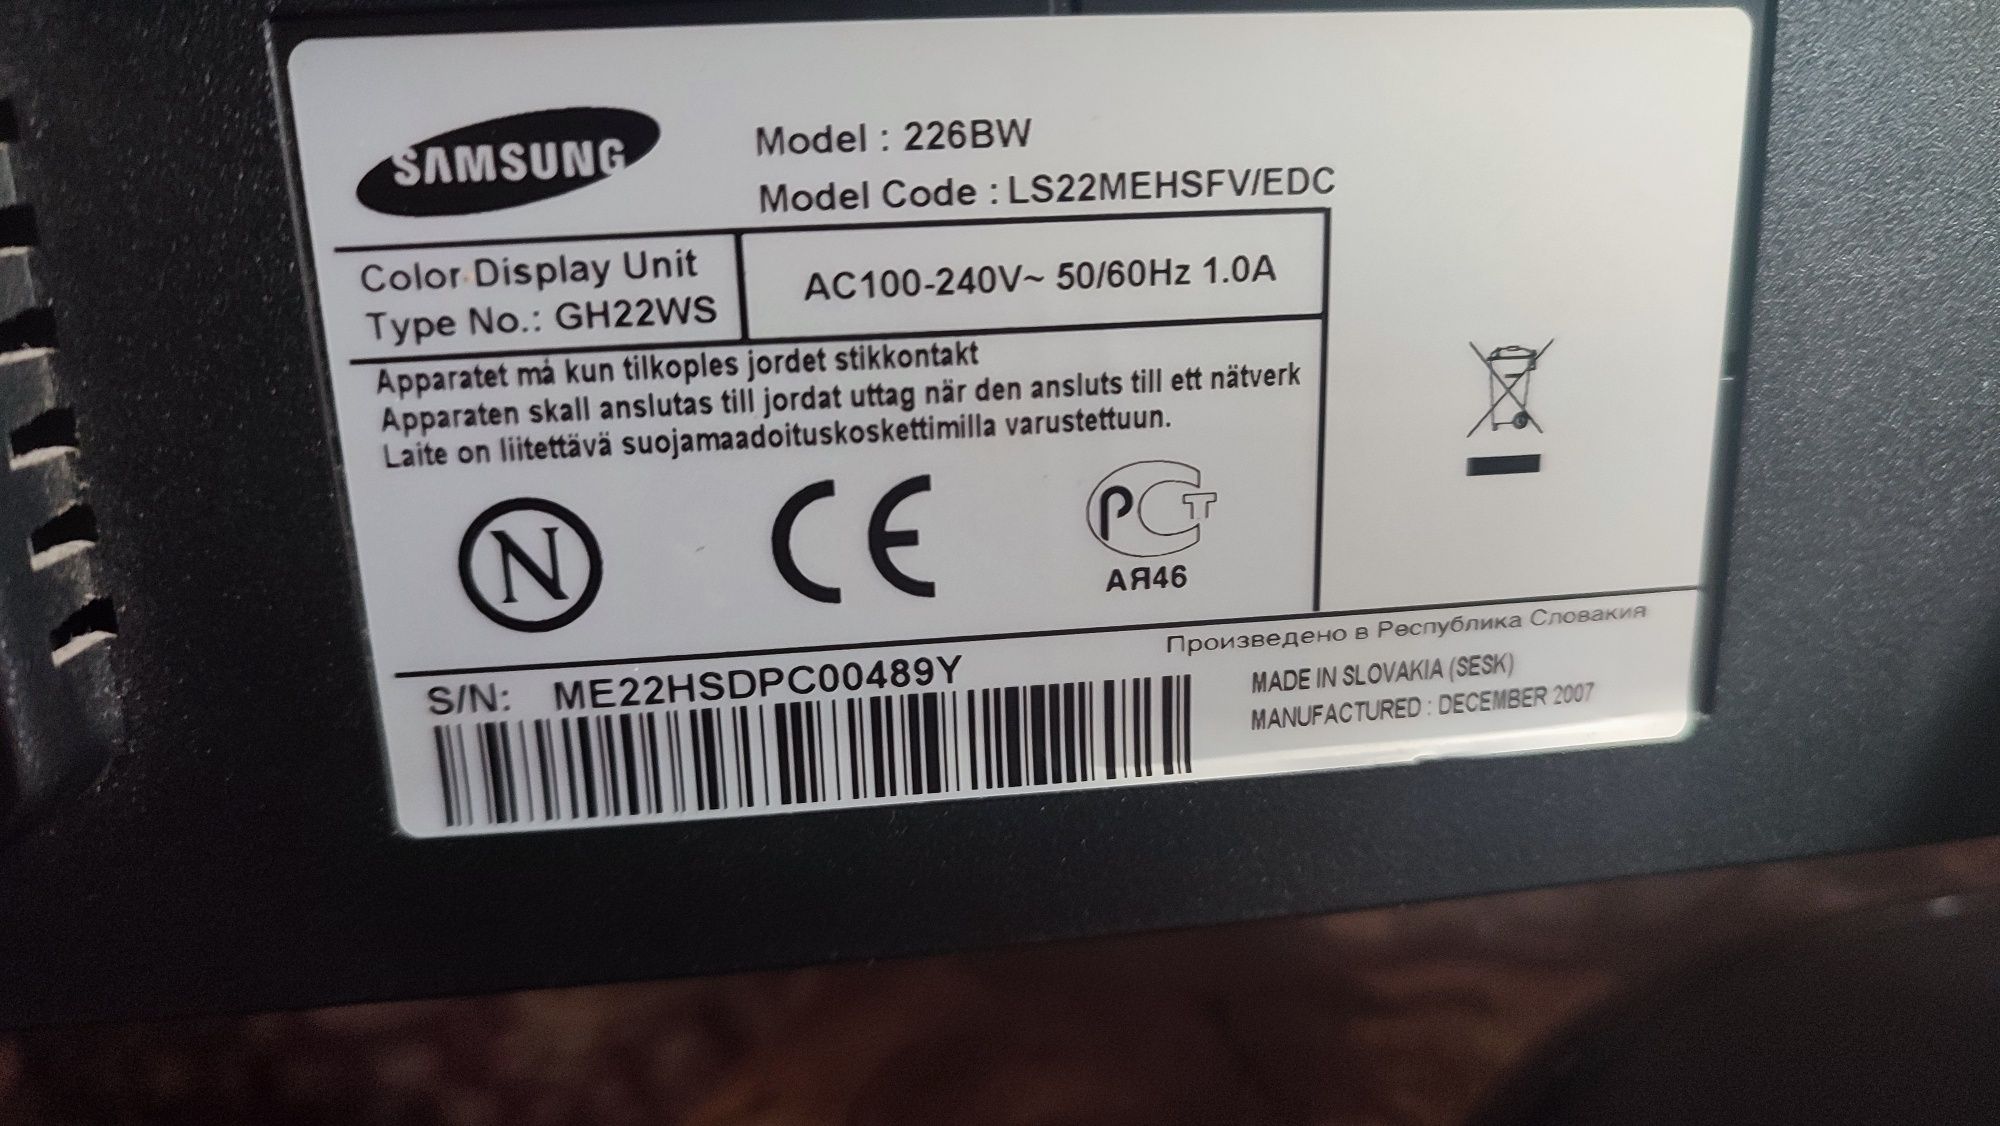 SAMSUNG
Model : 226BW
Model Code : LS22MEHSFV/EDC
Color Display Unit
Type No.: GH22WS
AC100-240V~ 50/60Hz 1.0A
Apparatet må kun tilkoples jordet stikkontakt
Apparaten skall anslutas till jordat uttag när den ansluts till ett nätverk
Laite on liitettävä suojamaadoituskoskettimilla varustettuun.
N
CE
РСТ
АЯ46
Произведено в Республика Словакия
S/N: ME22HSDPC00489Y
MADE IN SLOVAKIA (SESK)
MANUFACTURED : DECEMBER 2007